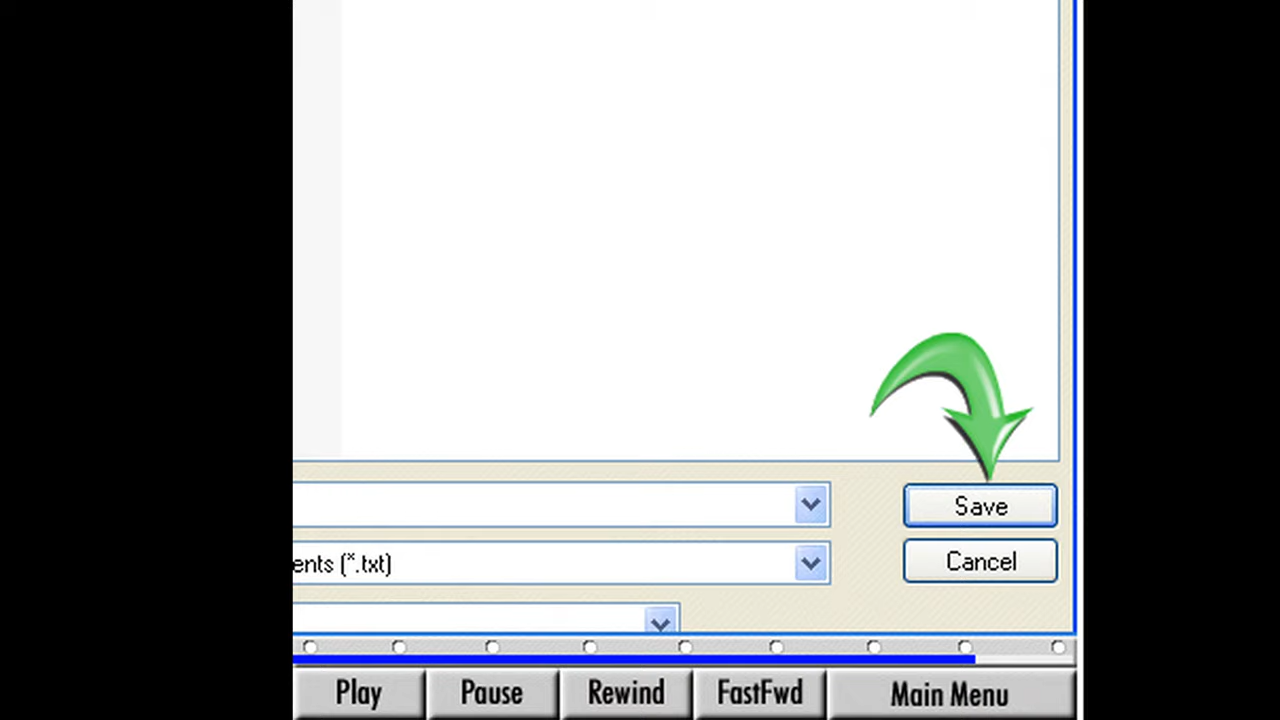 Save
ents (*.txt)
Cancel
Play
Pause
Rewind
FastFwd
Main Menu